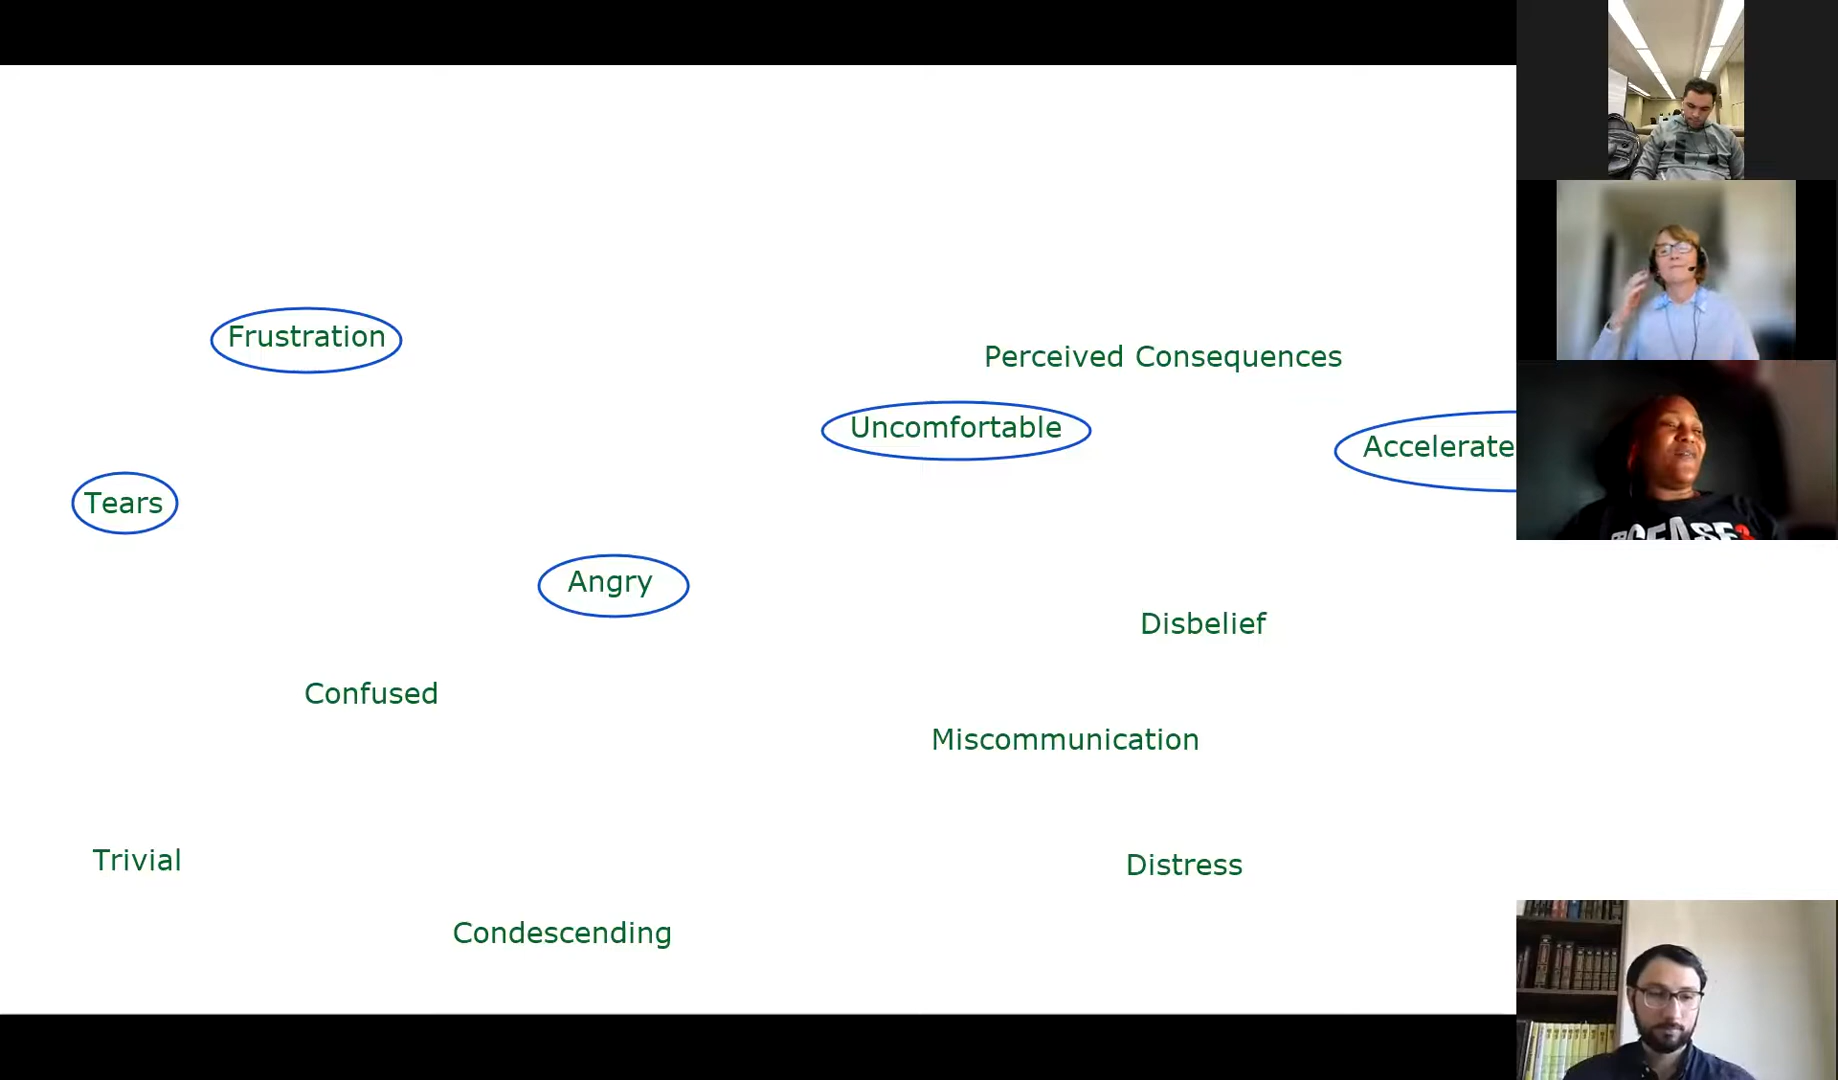 Frustration
Perceived Consequences
Uncomfortable
Accelerate
Tears
Angry
Disbelief
Confused
Miscommunication
Trivial
Distress
Condescending